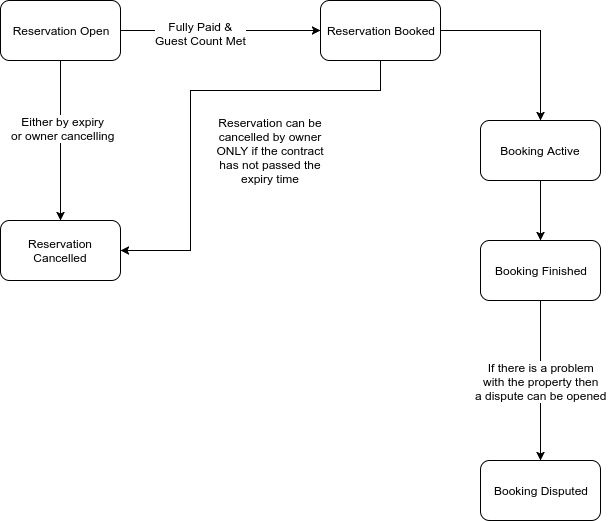 Reservation Open
Fully Paid &
Guest Count Met
Reservation Booked
Either by expiry
or owner cancelling
Reservation can be
cancelled by owner
ONLY if the contract
has not passed the
expiry time
Booking Active
Reservation
Cancelled
Booking Finished
If there is a problem
with the property then
a dispute can be opened
Booking Disputed